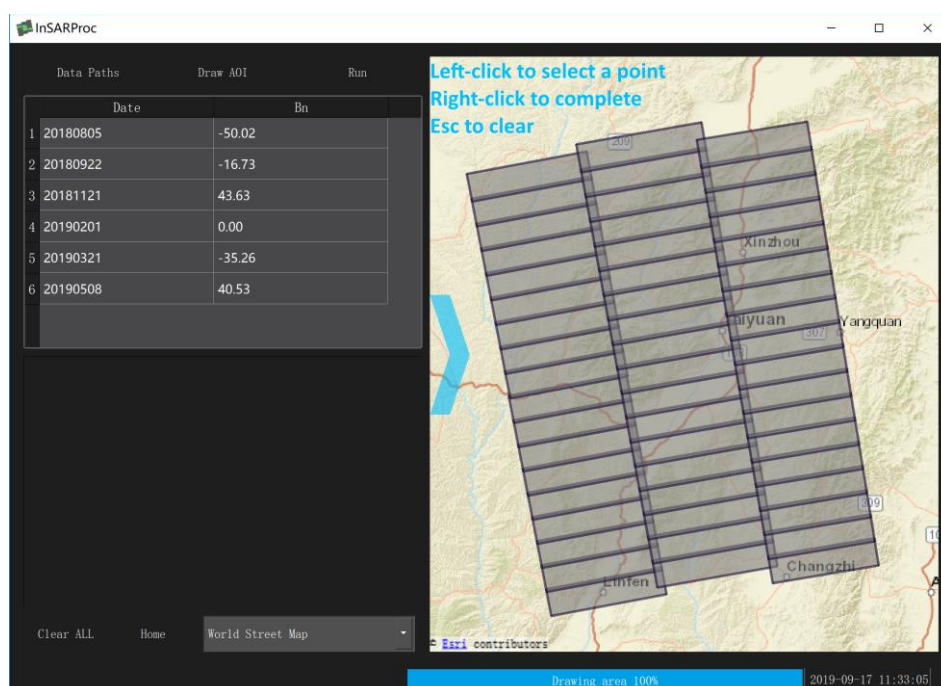 InSARProc
Data Paths Draw AOI Run
Date Bn
1 20180805 -50.02
2 20180922 -16.73
3 20181121 43.63
4 20190201 0.00
5 20190321 -35.26
6 20190508 40.53
Left-click to select a point
Right-click to complete
Esc to clear
209
Xinzhou
aiyuan
Yangquan
307
309
Changzhi
Linfen
Clear ALL Home World Street Map
Esri contributors
Drawing area 100% 2019-09-17 11:33:05